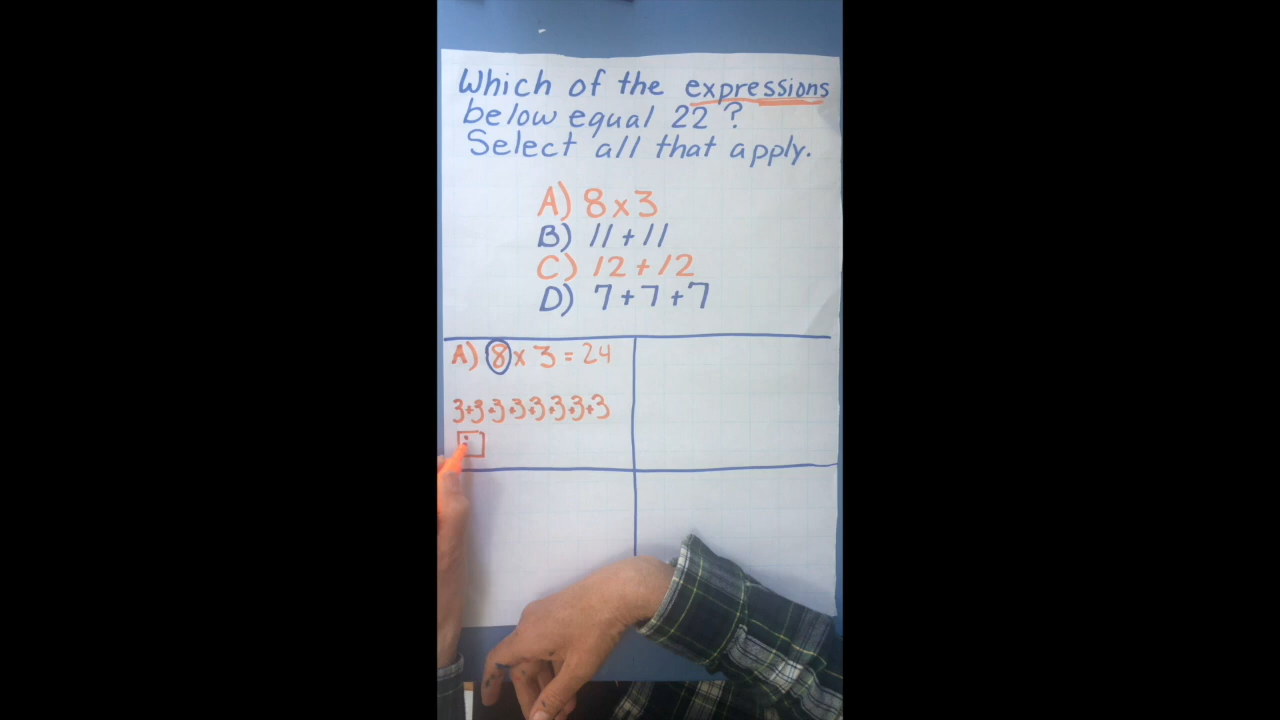 Which of the expressions
below equal 22?
Select all that apply.
A) 8 x 3
B) 11 + 11
C) 12 + 12
D) 7 + 7 + 7
A) 8 x 3 = 24
3+3+3+3+3+3+3+3